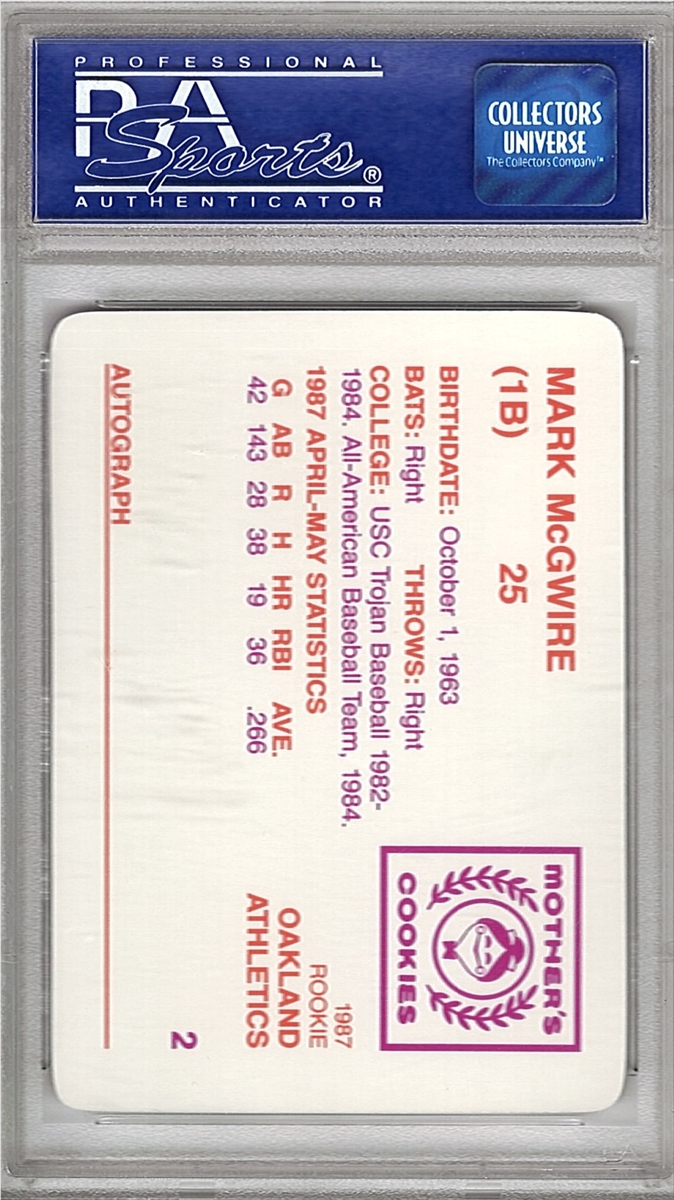 PROFESSIONAL
PSA
Sports®
AUTHENTICATOR
COLLECTORS
UNIVERSE
The Collectors Company™
MARK McGWIRE
(1B) 25
BIRTHDATE: October 1, 1963
BATS: Right THROWS: Right
COLLEGE: USC Trojan Baseball 1982-
1984. All-American Baseball Team, 1984.
1987 APRIL-MAY STATISTICS
G AB R H HR RBI AVE.
42 143 28 38 19 36 .266
AUTOGRAPH
MOTHER'S
COOKIES
1987
ROOKIE
OAKLAND
ATHLETICS
2